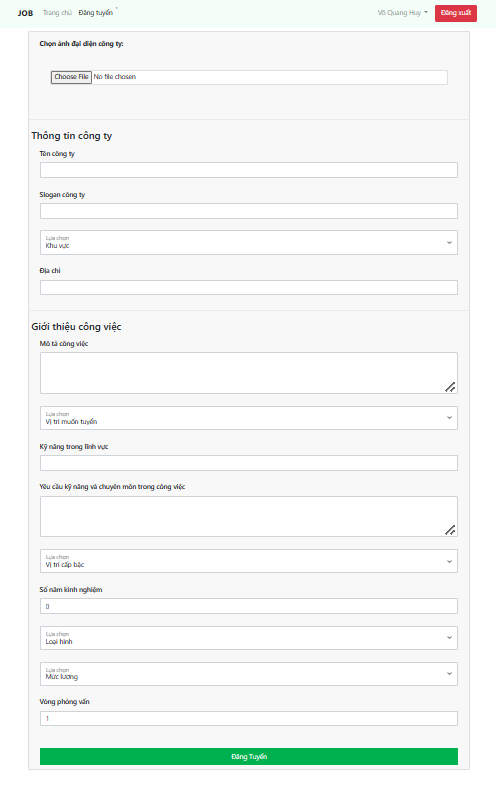 JOB Trang chủ Đăng tuyển Võ Quang Huy Đăng xuất
Chọn ảnh đại diện công ty:
Choose File No file chosen
Thông tin công ty
Tên công ty
Slogan công ty
Lựa chọn
Khu vực
Địa chỉ
Giới thiệu công việc
Mô tả công việc
Lựa chọn
Vị trí muốn tuyển
Kỹ năng trong lĩnh vực
Yêu cầu kỹ năng và chuyên môn trong công việc
Lựa chọn
Vị trí cấp bậc
Số năm kinh nghiệm
0
Lựa chọn
Loại hình
Lựa chọn
Mức lương
Vòng phỏng vấn
1
Đăng Tuyển